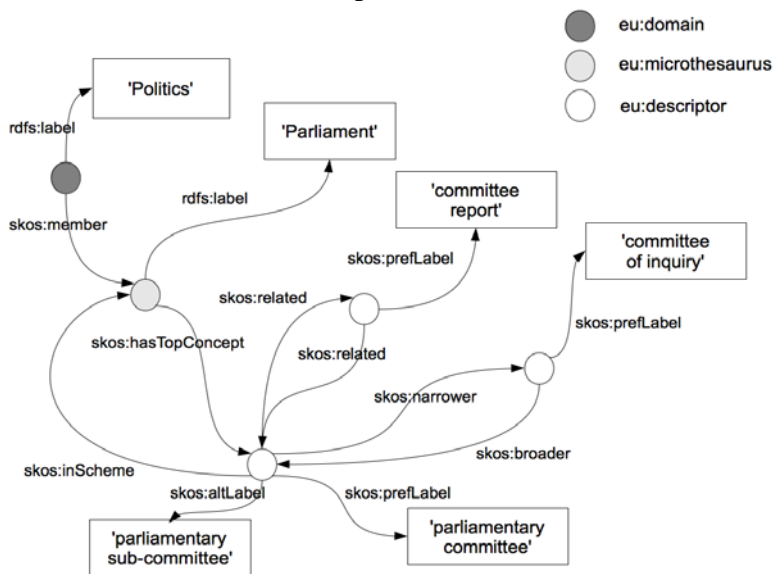 eu:domain
eu:microthesaurus
eu:descriptor
'Politics'
rdfs:label
'Parliament'
rdfs:label
skos:member
'committee
report'
'committee
of inquiry'
skos:prefLabel
skos:related
skos:prefLabel
skos:hasTopConcept
skos:related
skos:narrower
skos:broader
skos:inScheme
skos:altLabel
skos:prefLabel
'parliamentary
sub-committee'
'parliamentary
committee'